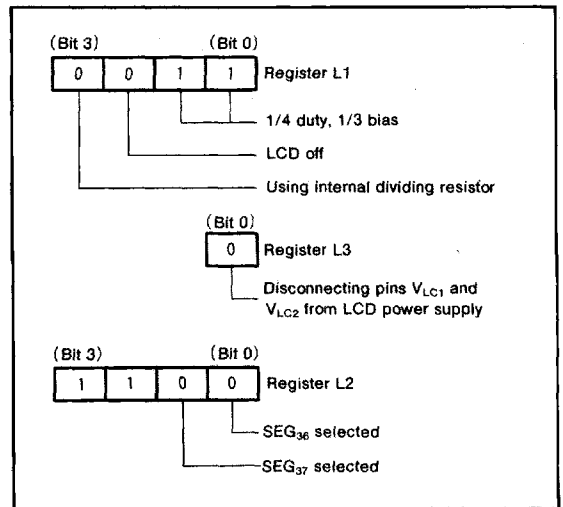 (Bit 3) (Bit 0)
0 0 1 1 Register L1
1/4 duty, 1/3 bias
LCD off
Using internal dividing resistor
(Bit 0)
0 Register L3
Disconnecting pins VLC1 and
VLC2 from LCD power supply
(Bit 3) (Bit 0)
1 1 0 0 Register L2
SEG36 selected
SEG37 selected